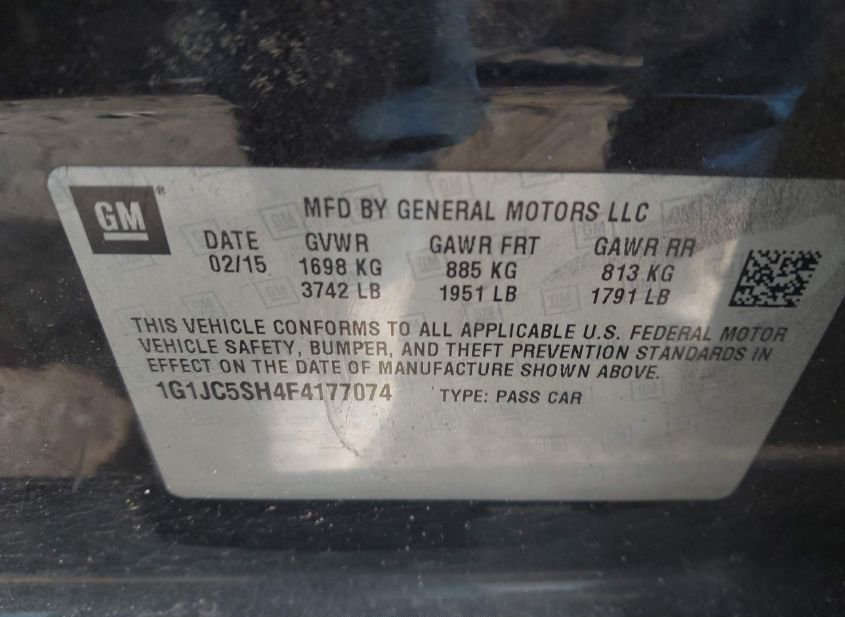 GM®
MFD BY GENERAL MOTORS LLC
DATE GVWR GAWR FRT GAWR RR
02/15 1698 KG 885 KG 813 KG
3742 LB 1951 LB 1791 LB
THIS VEHICLE CONFORMS TO ALL APPLICABLE U.S. FEDERAL MOTOR
VEHICLE SAFETY, BUMPER, AND THEFT PREVENTION STANDARDS IN
EFFECT ON THE DATE OF MANUFACTURE SHOWN ABOVE.
1G1JC5SH4F4177074 TYPE: PASS CAR